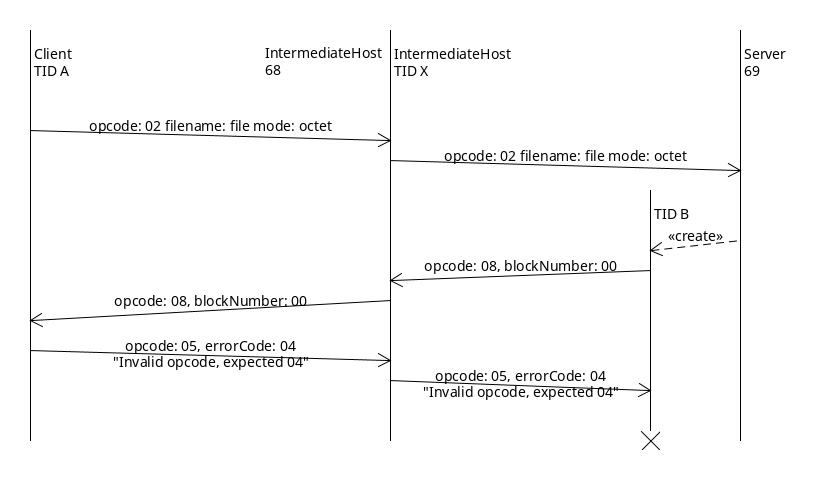 Client
TID A
IntermediateHost
68
IntermediateHost
TID X
Server
69
opcode: 02 filename: file mode: octet
opcode: 02 filename: file mode: octet
TID B
«create»
opcode: 08, blockNumber: 00
opcode: 08, blockNumber: 00
opcode: 05, errorCode: 04
"Invalid opcode, expected 04"
opcode: 05, errorCode: 04
"Invalid opcode, expected 04"